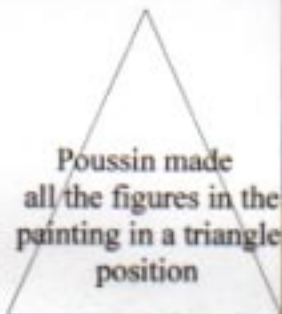 Poussin made
all the figures in the
painting in a triangle
position